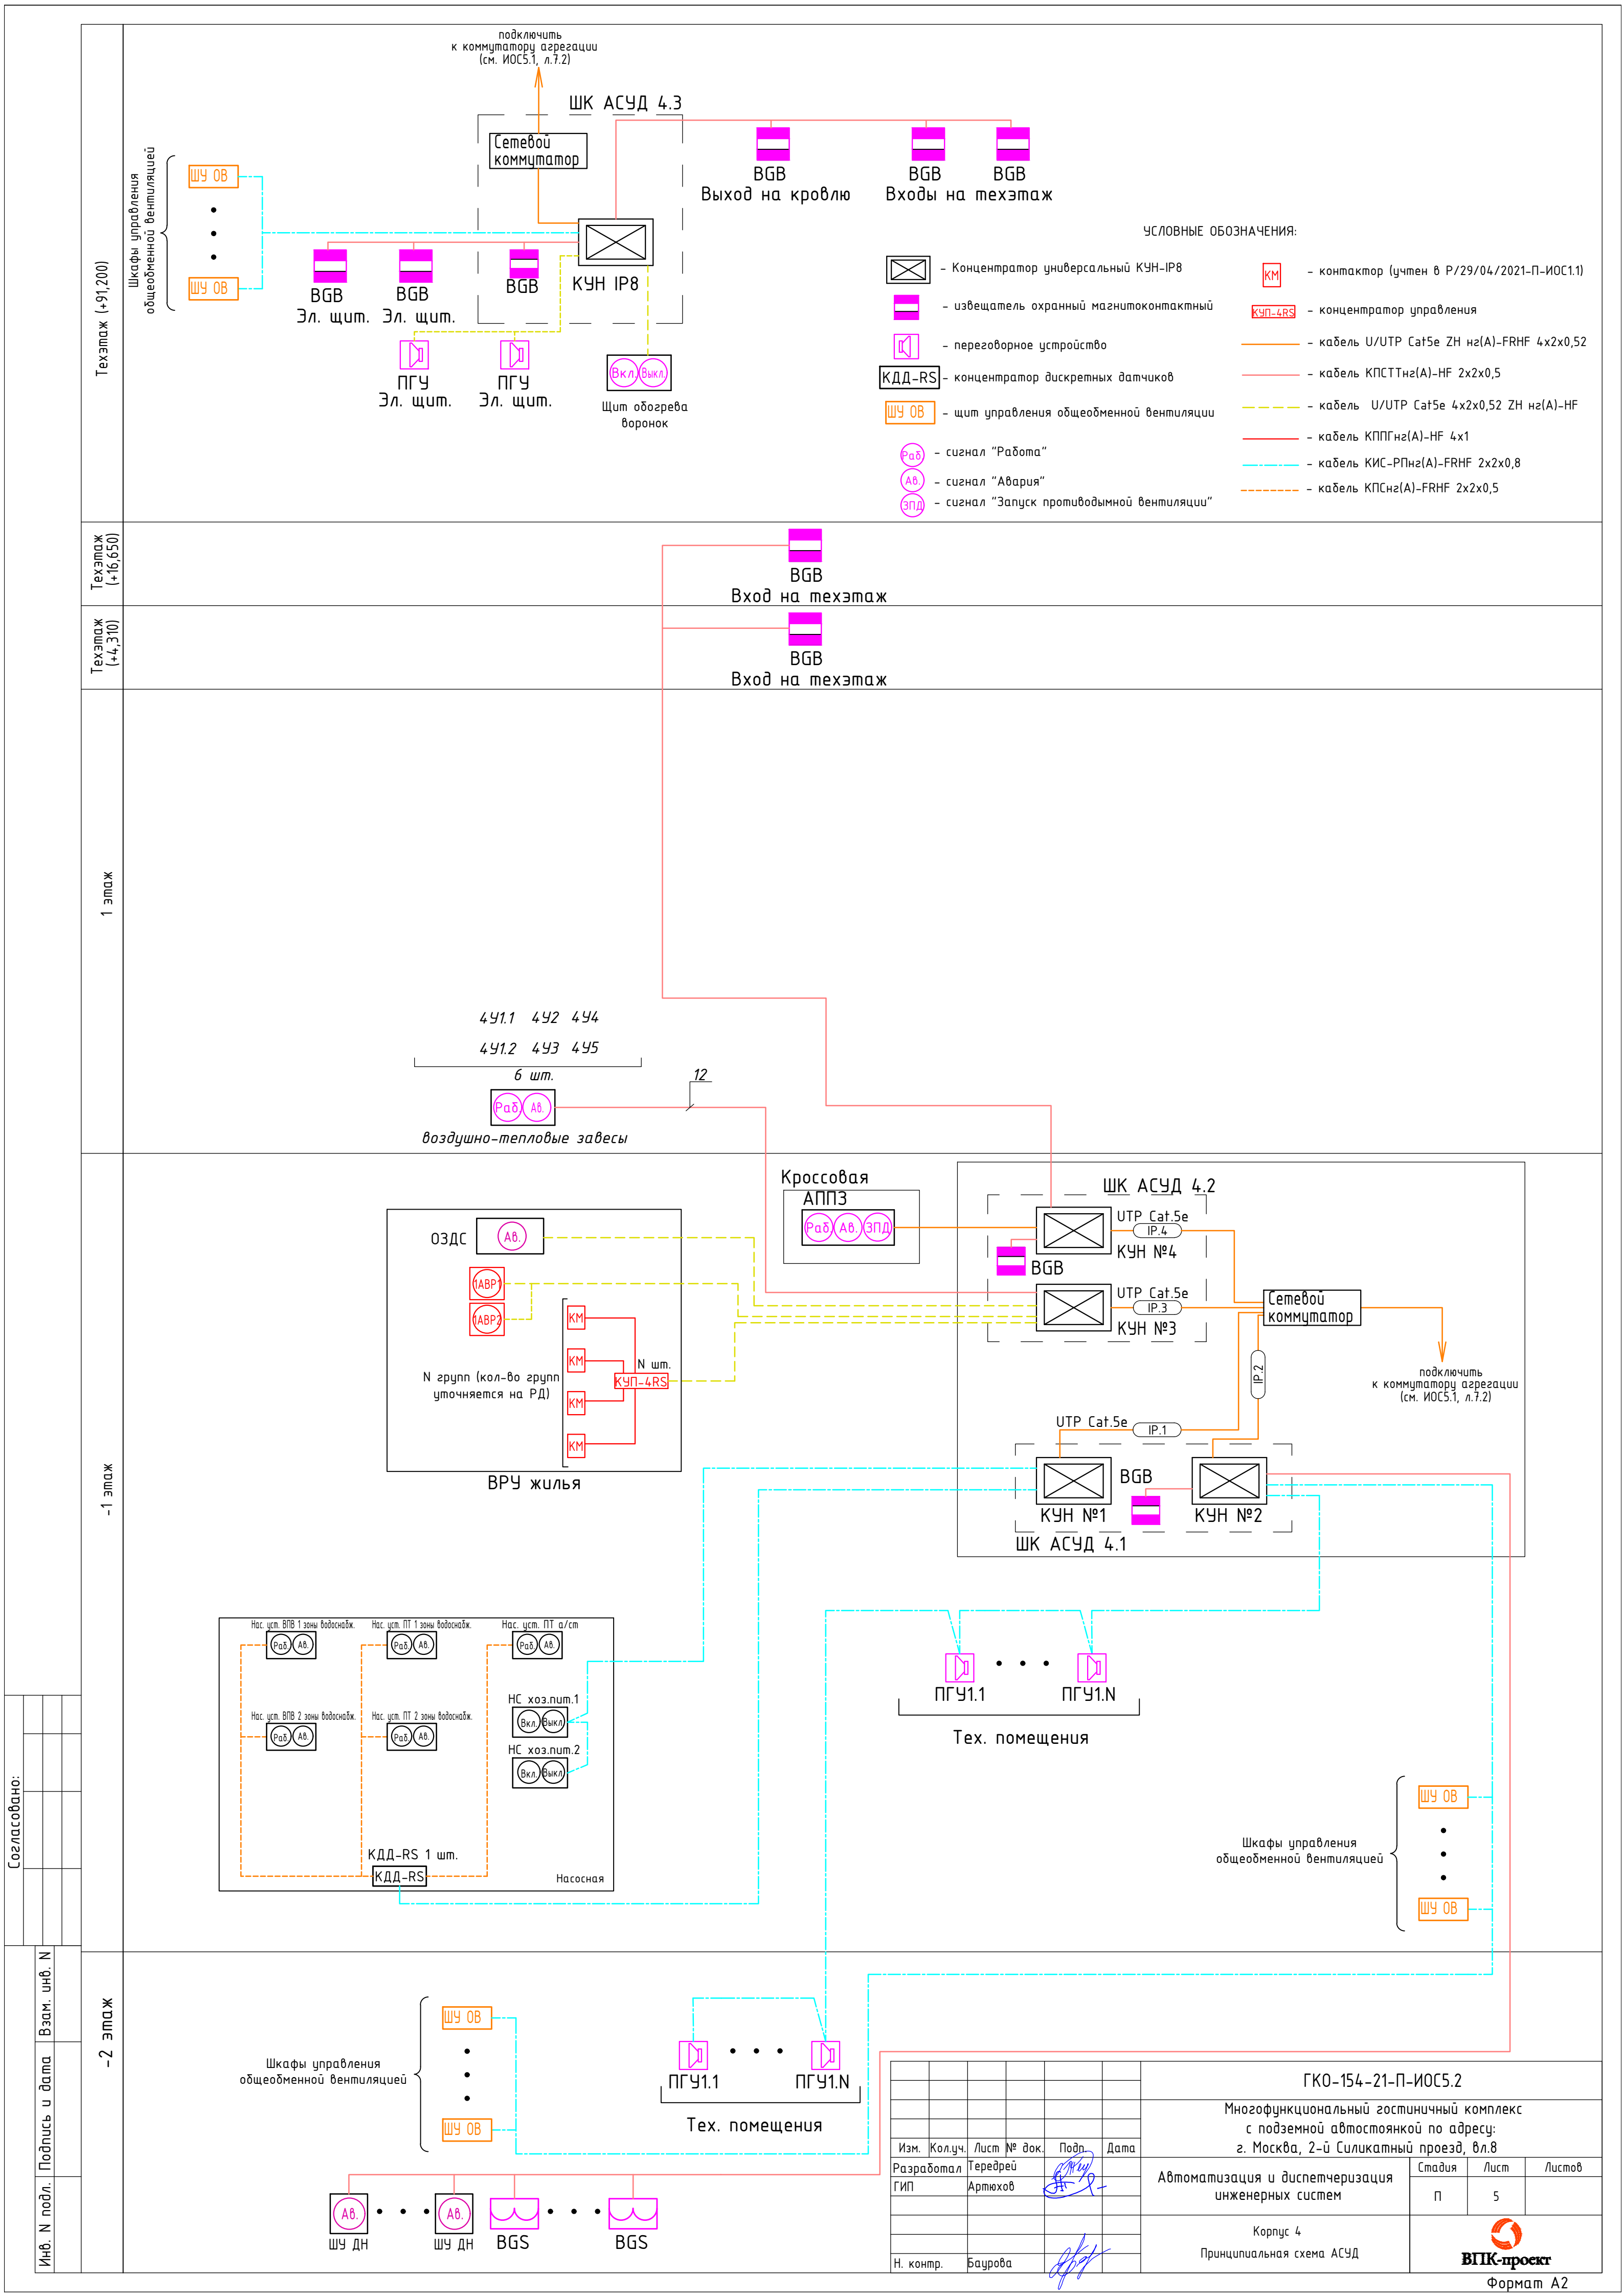 подключить
к коммутатору агрегации
(см. ИОС5.1, л.7.2)
ШК АСУД 4.3
Сетевой
коммутатор
Техэтаж (+91,200)
Шкафы управления
общеобменной вентиляцией
ШУ ОВ
ШУ ОВ
BGB
Выход на кровлю
BGB
BGB
Входы на техэтаж
BGB
Эл. щит.
BGB
Эл. щит.
BGB
КУН IP8
ПГУ
Эл. щит.
ПГУ
Эл. щит.
Вкл.
Выкл.
Щит обогрева
воронок
УСЛОВНЫЕ ОБОЗНАЧЕНИЯ:
- Концентратор универсальный КУН-IP8
- извещатель охранный магнитоконтактный
- переговорное устройство
КДД-RS - концентратор дискретных датчиков
ШУ ОВ - щит управления общеобменной вентиляции
Раб. - сигнал "Работа"
Ав. - сигнал "Авария"
ЗПД - сигнал "Запуск противодымной вентиляции"
КМ - контактор (учтен в Р/29/04/2021-П-ИОС1.1)
КУП-4RS - концентратор управления
- кабель U/UTP Cat5e ZH нг(А)-FRHF 4х2х0,52
- кабель КПСТТнг(А)-HF 2х2х0,5
- кабель U/UTP Cat5e 4х2х0,52 ZH нг(А)-HF
- кабель КППГнг(А)-HF 4х1
- кабель КИС-РПнг(А)-FRHF 2х2х0,8
- кабель КПСнг(А)-FRHF 2х2х0,5
Техэтаж
(+16,650)
BGB
Вход на техэтаж
Техэтаж
(+4,310)
BGB
Вход на техэтаж
1 этаж
4У1.1 4У2 4У4
4У1.2 4У3 4У5
6 шт.
12
Раб.
Ав.
воздушно-тепловые завесы
-1 этаж
Кроссовая
АППЗ
Раб.
Ав.
ЗПД
ШК АСУД 4.2
UTP Cat.5e
IP.4
КУН №4
BGB
UTP Cat.5e
IP.3
КУН №3
Сетевой
коммутатор
подключить
к коммутатору агрегации
(см. ИОС5.1, л.7.2)
IP.2
UTP Cat.5e
IP.1
BGB
КУН №1
КУН №2
ШК АСУД 4.1
ОЗДС
Ав.
1АВР1
1АВР2
КМ
КМ
КМ
КМ
N шт.
КУП-4RS
N групп (кол-во групп
уточняется на РД)
ВРУ жилья
Нас. уст. ВПВ 1 зоны водоснабж.
Раб.
Ав.
Нас. уст. ПТ 1 зоны водоснабж.
Раб.
Ав.
Нас. уст. ПТ а/ст
Раб.
Ав.
Нас. уст. ВПВ 2 зоны водоснабж.
Раб.
Ав.
Нас. уст. ПТ 2 зоны водоснабж.
Раб.
Ав.
НС хоз.пит.1
Вкл.
Выкл
НС хоз.пит.2
Вкл.
Выкл
КДД-RS 1 шт.
КДД-RS
Насосная
ПГУ1.1
ПГУ1.N
Тех. помещения
Шкафы управления
общеобменной вентиляцией
ШУ ОВ
ШУ ОВ
-2 этаж
Шкафы управления
общеобменной вентиляцией
ШУ ОВ
ШУ ОВ
ПГУ1.1
ПГУ1.N
Тех. помещения
Ав.
ШУ ДН
Ав.
ШУ ДН
BGS
BGS
Согласовано:
Взам. инв. N
Подпись и дата
Инв. N подл.
ГКО-154-21-П-ИОС5.2
Многофункциональный гостиничный комплекс
с подземной автостоянкой по адресу:
г. Москва, 2-й Силикатный проезд, вл.8
Изм. Кол.уч. Лист № док. Подп. Дата
Разработал Тередрей
ГИП Артюхов
Н. контр. Баурова
Автоматизация и диспетчеризация
инженерных систем
Стадия Лист Листов
П 5
Корпус 4
Принципиальная схема АСУД
ВПК-проект
Формат А2